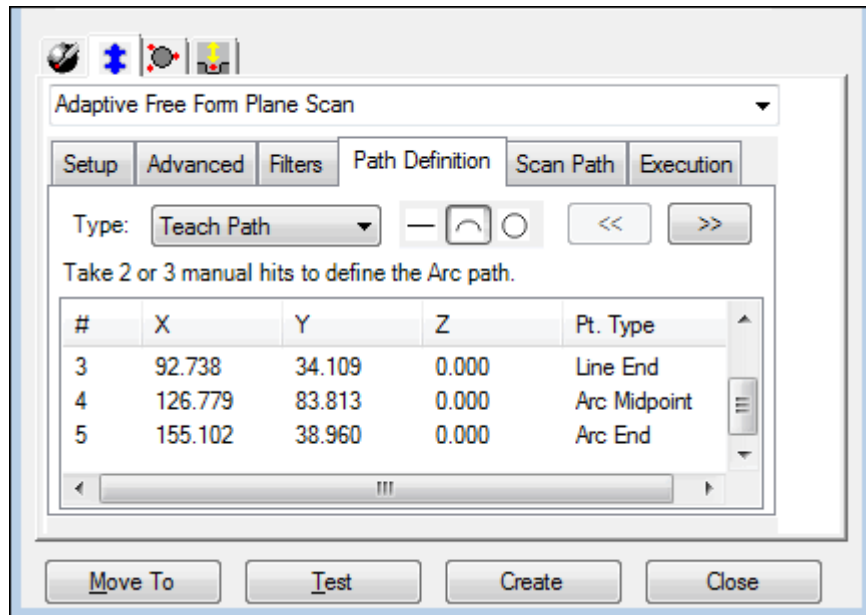 Adaptive Free Form Plane Scan
Setup Advanced Filters Path Definition Scan Path Execution
Type: Teach Path << >>
Take 2 or 3 manual hits to define the Arc path.
# X Y Z Pt. Type
3 92.738 34.109 0.000 Line End
4 126.779 83.813 0.000 Arc Midpoint
5 155.102 38.960 0.000 Arc End
Move To Test Create Close